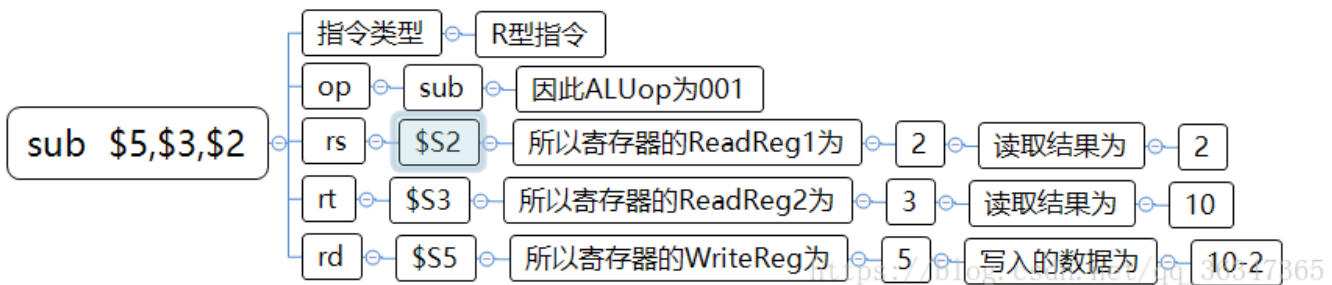 指令类型 R型指令
op sub 因此ALUop为001
sub $5,$3,$2
rs $S2 所以寄存器的ReadReg1为 2 读取结果为 2
rt $S3 所以寄存器的ReadReg2为 3 读取结果为 10
rd $S5 所以寄存器的WriteReg为 5 写入的数据为 10-2
https://blog.csdn.net/qq_36547365